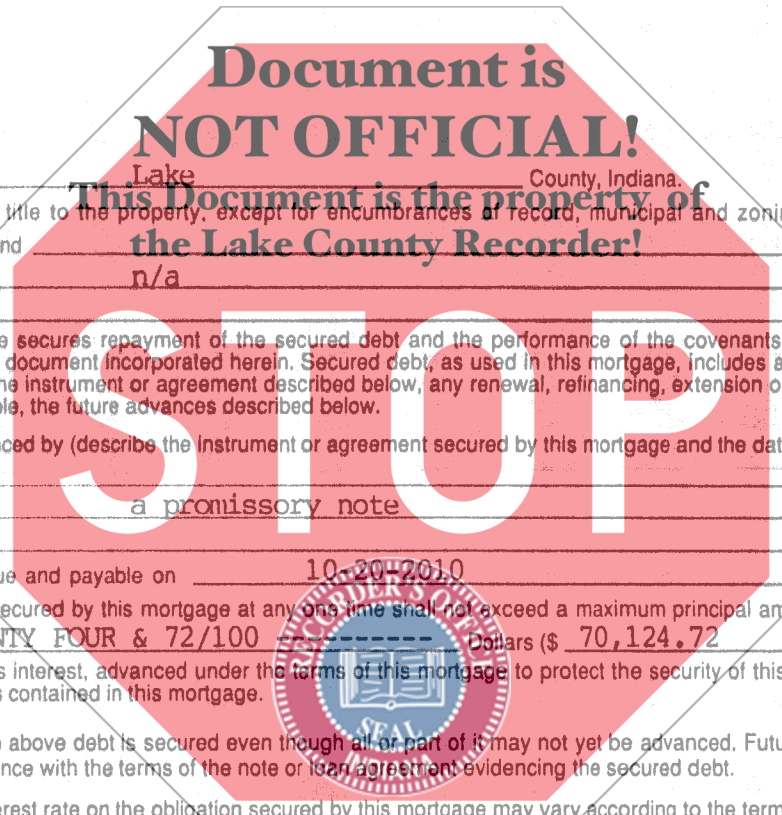 Document is
NOT OFFICIAL!
Lake County, Indiana.
This Document is the property of
title to the property, except for encumbrances of record, municipal and zonin
the Lake County Recorder!
nd
n/a
e secures repayment of the secured debt and the performance of the covenants
document incorporated herein. Secured debt, as used in this mortgage, includes a
ne instrument or agreement described below, any renewal, refinancing, extension o
ole, the future advances described below.
nced by (describe the instrument or agreement secured by this mortgage and the dat
STOP
a promissory note
ue and payable on 10-20-2010
ecured by this mortgage at any one time shall not exceed a maximum principal am
NTY FOUR & 72/100 ----------- Dollars ($ 70,124.72
s interest, advanced under the terms of this mortgage to protect the security of this
s contained in this mortgage.
RECORDER'S OFFICE
SEAL
INDIANA
e above debt is secured even though all or part of it may not yet be advanced. Futu
ence with the terms of the note or loan agreement evidencing the secured debt.
erest rate on the obligation secured by this mortgage may vary according to the term